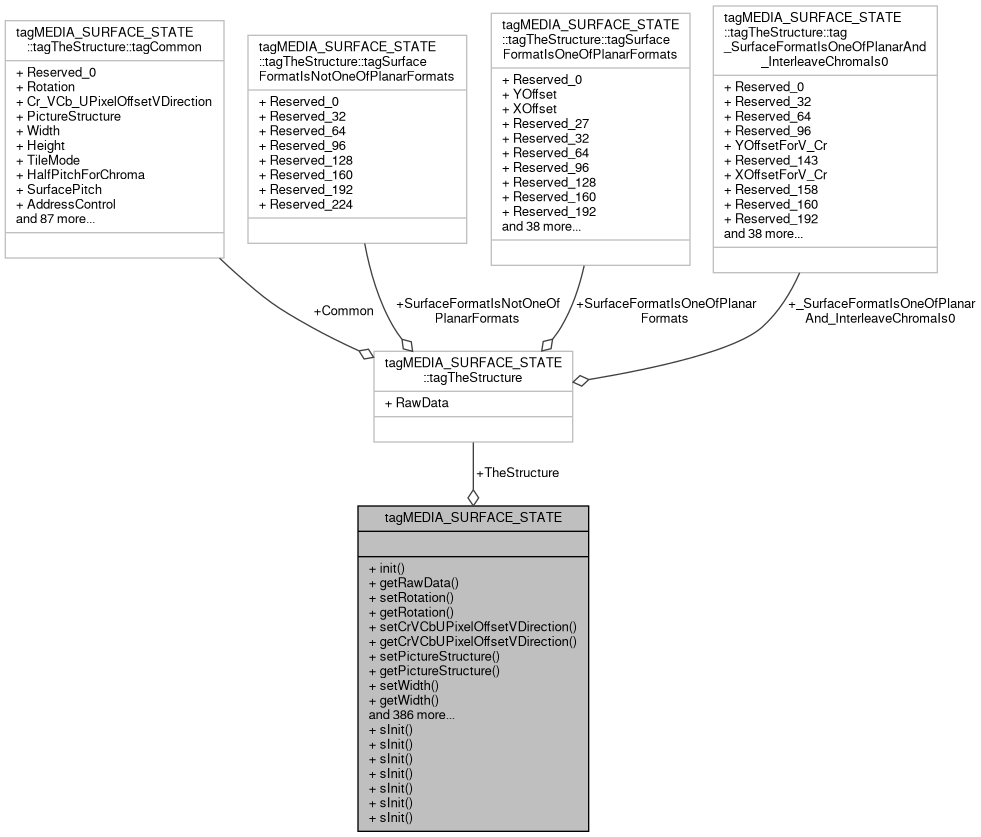 tagMEDIA_SURFACE_STATE
::tagTheStructure::tagCommon
+ Reserved_0
+ Rotation
+ Cr_VCb_UPixelOffsetVDirection
+ PictureStructure
+ Width
+ Height
+ TileMode
+ HalfPitchForChroma
+ SurfacePitch
+ AddressControl
and 87 more...
tagMEDIA_SURFACE_STATE
::tagTheStructure::tagSurface
FormatIsNotOneOfPlanarFormats
+ Reserved_0
+ Reserved_32
+ Reserved_64
+ Reserved_96
+ Reserved_128
+ Reserved_160
+ Reserved_192
+ Reserved_224
tagMEDIA_SURFACE_STATE
::tagTheStructure::tagSurface
FormatIsOneOfPlanarFormats
+ Reserved_0
+ YOffset
+ XOffset
+ Reserved_27
+ Reserved_32
+ Reserved_64
+ Reserved_96
+ Reserved_128
+ Reserved_160
+ Reserved_192
and 38 more...
tagMEDIA_SURFACE_STATE
::tagTheStructure::tag
_SurfaceFormatIsOneOfPlanarAnd
_InterleaveChromaIs0
+ Reserved_0
+ Reserved_32
+ Reserved_64
+ Reserved_96
+ YOffsetForV_Cr
+ Reserved_143
+ XOffsetForV_Cr
+ Reserved_158
+ Reserved_160
+ Reserved_192
and 38 more...
+Common
+SurfaceFormatIsNotOneOf
PlanarFormats
+SurfaceFormatIsOneOfPlanar
Formats
+_SurfaceFormatIsOneOfPlanar
And_InterleaveChromaIs0
tagMEDIA_SURFACE_STATE
::tagTheStructure
+ RawData
+TheStructure
tagMEDIA_SURFACE_STATE
+ init()
+ getRawData()
+ setRotation()
+ getRotation()
+ setCrVCbUPixelOffsetVDirection()
+ getCrVCbUPixelOffsetVDirection()
+ setPictureStructure()
+ getPictureStructure()
+ setWidth()
+ getWidth()
and 386 more...
+ sInit()
+ sInit()
+ sInit()
+ sInit()
+ sInit()
+ sInit()
+ sInit()